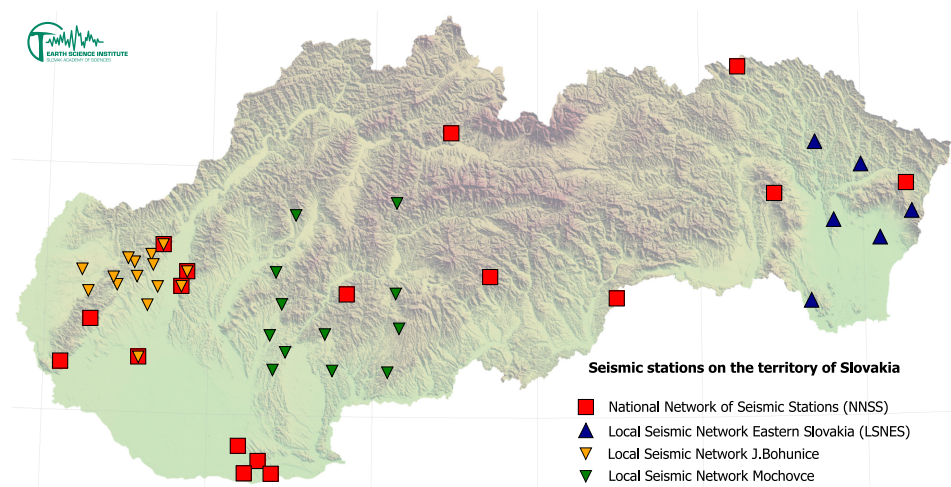 EARTH SCIENCE INSTITUTE
SLOVAK ACADEMY OF SCIENCES
Seismic stations on the territory of Slovakia
National Network of Seismic Stations (NNSS)
Local Seismic Network Eastern Slovakia (LSNES)
Local Seismic Network J.Bohunice
Local Seismic Network Mochovce